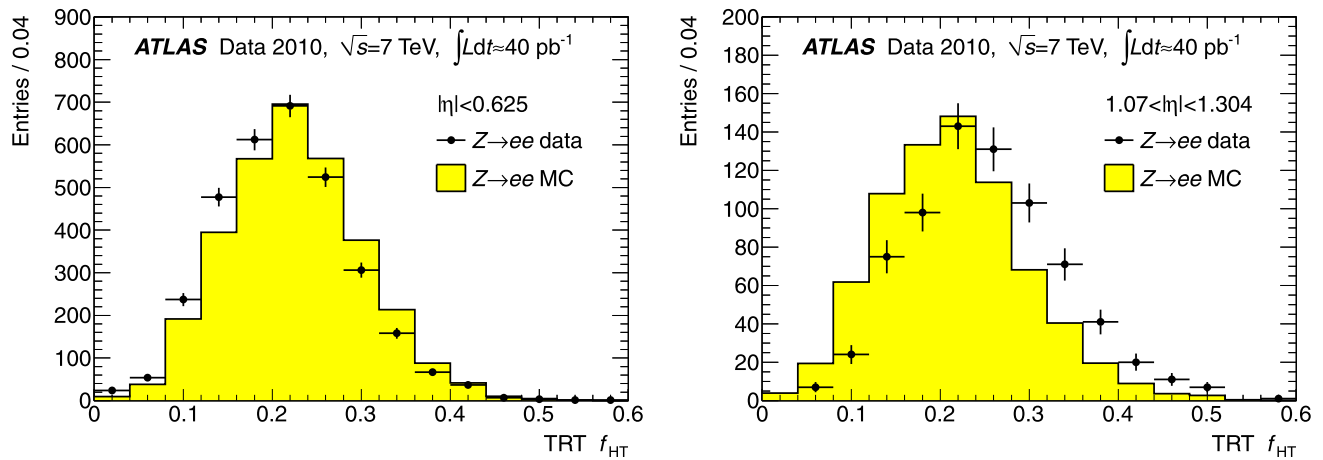 Entries / 0.04
900
800
700
600
500
400
300
200
100
0
ATLAS Data 2010, √s=7 TeV, ∫Ldt≈40 pb⁻¹
|η|<0.625
Z→ee data
Z→ee MC
0 0.1 0.2 0.3 0.4 0.5 0.6
TRT f_HT
Entries / 0.04
200
180
160
140
120
100
80
60
40
20
0
ATLAS Data 2010, √s=7 TeV, ∫Ldt≈40 pb⁻¹
1.07<|η|<1.304
Z→ee data
Z→ee MC
0 0.1 0.2 0.3 0.4 0.5 0.6
TRT f_HT